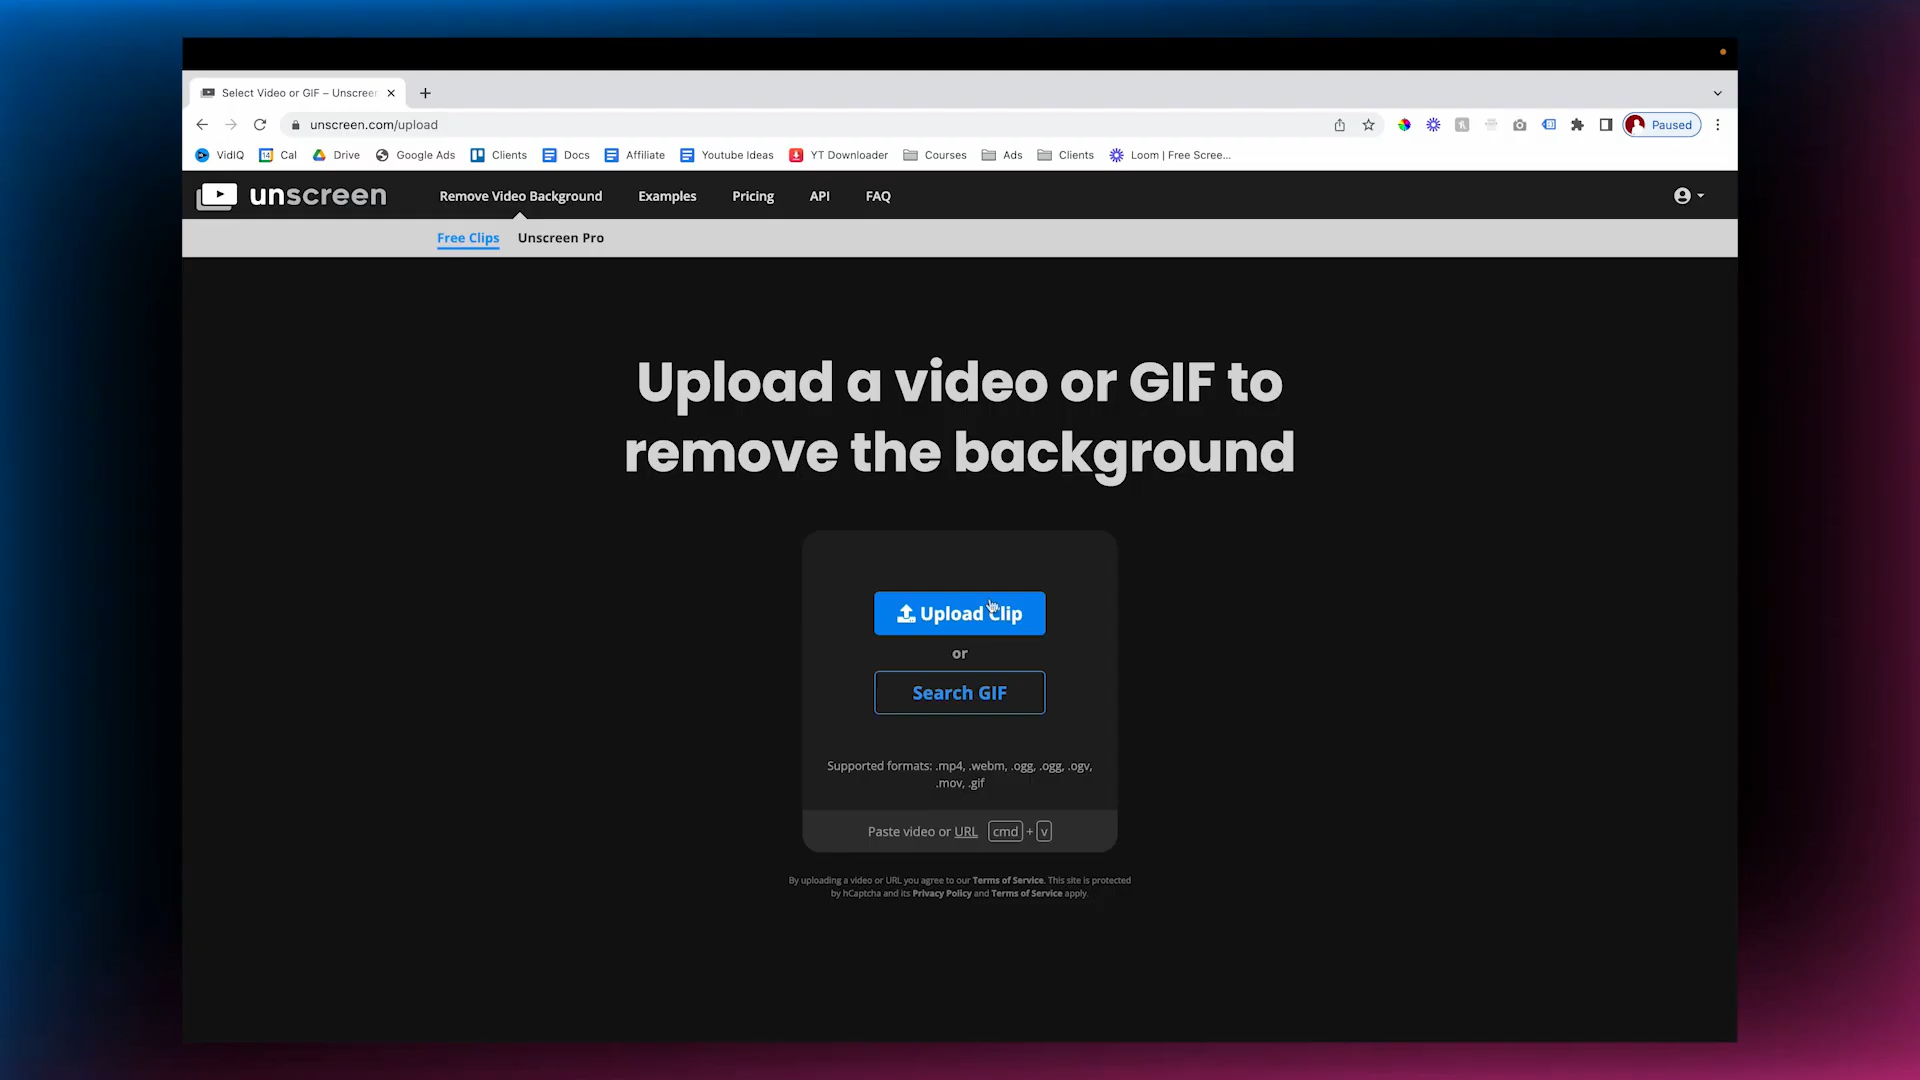 Select Video or GIF – Unscreen
unscreen.com/upload
Paused
VidIQ
14
Cal
Drive
Google Ads
Clients
Docs
Affiliate
Youtube Ideas
YT Downloader
Courses
Ads
Clients
Loom | Free Scree...
unscreen
Remove Video Background
Examples
Pricing
API
FAQ
Free Clips
Unscreen Pro
Upload a video or GIF to
remove the background
Upload Clip
or
Search GIF
Supported formats: .mp4, .webm, .ogg, .ogg, .ogv,
.mov, .gif
Paste video or URL cmd + v
By uploading a video or URL you agree to our Terms of Service. This site is protected
by hCaptcha and its Privacy Policy and Terms of Service apply.